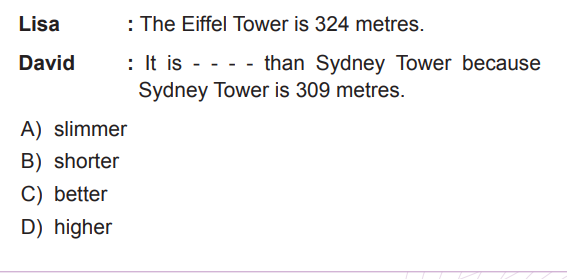 Lisa : The Eiffel Tower is 324 metres.
David : It is - - - - than Sydney Tower because
Sydney Tower is 309 metres.
A) slimmer
B) shorter
C) better
D) higher